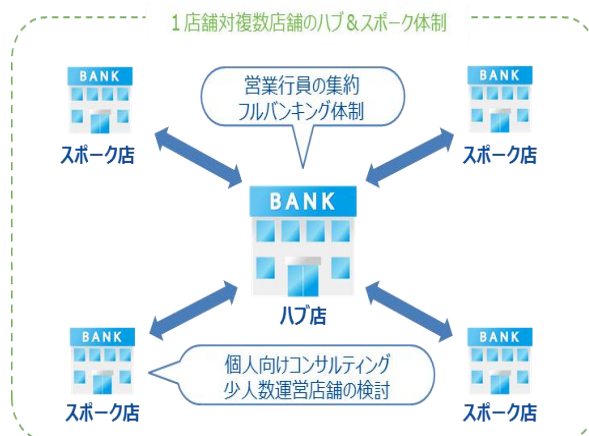 1店舗対複数店舗のハブ&スポーク体制
BANK
スポーク店
営業行員の集約
フルバンキング体制
BANK
スポーク店
BANK
ハブ店
BANK
スポーク店
個人向けコンサルティング
少人数運営店舗の検討
BANK
スポーク店